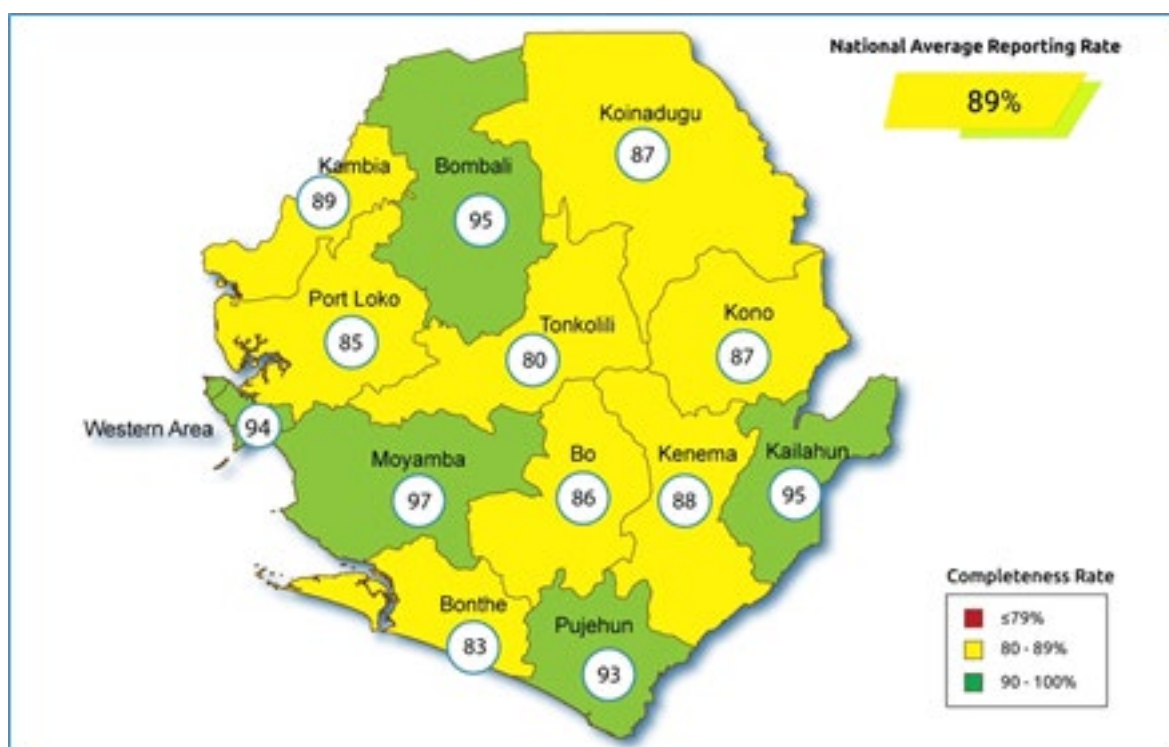 National Average Reporting Rate
89%
Koinadugu
87
Kambia
89
Bombali
95
Port Loko
85
Tonkolili
80
Kono
87
Western Area
94
Moyamba
97
Bo
86
Kenema
88
Kailahun
95
Bonthe
83
Pujehun
93
Completeness Rate
≤79%
80 - 89%
90 - 100%